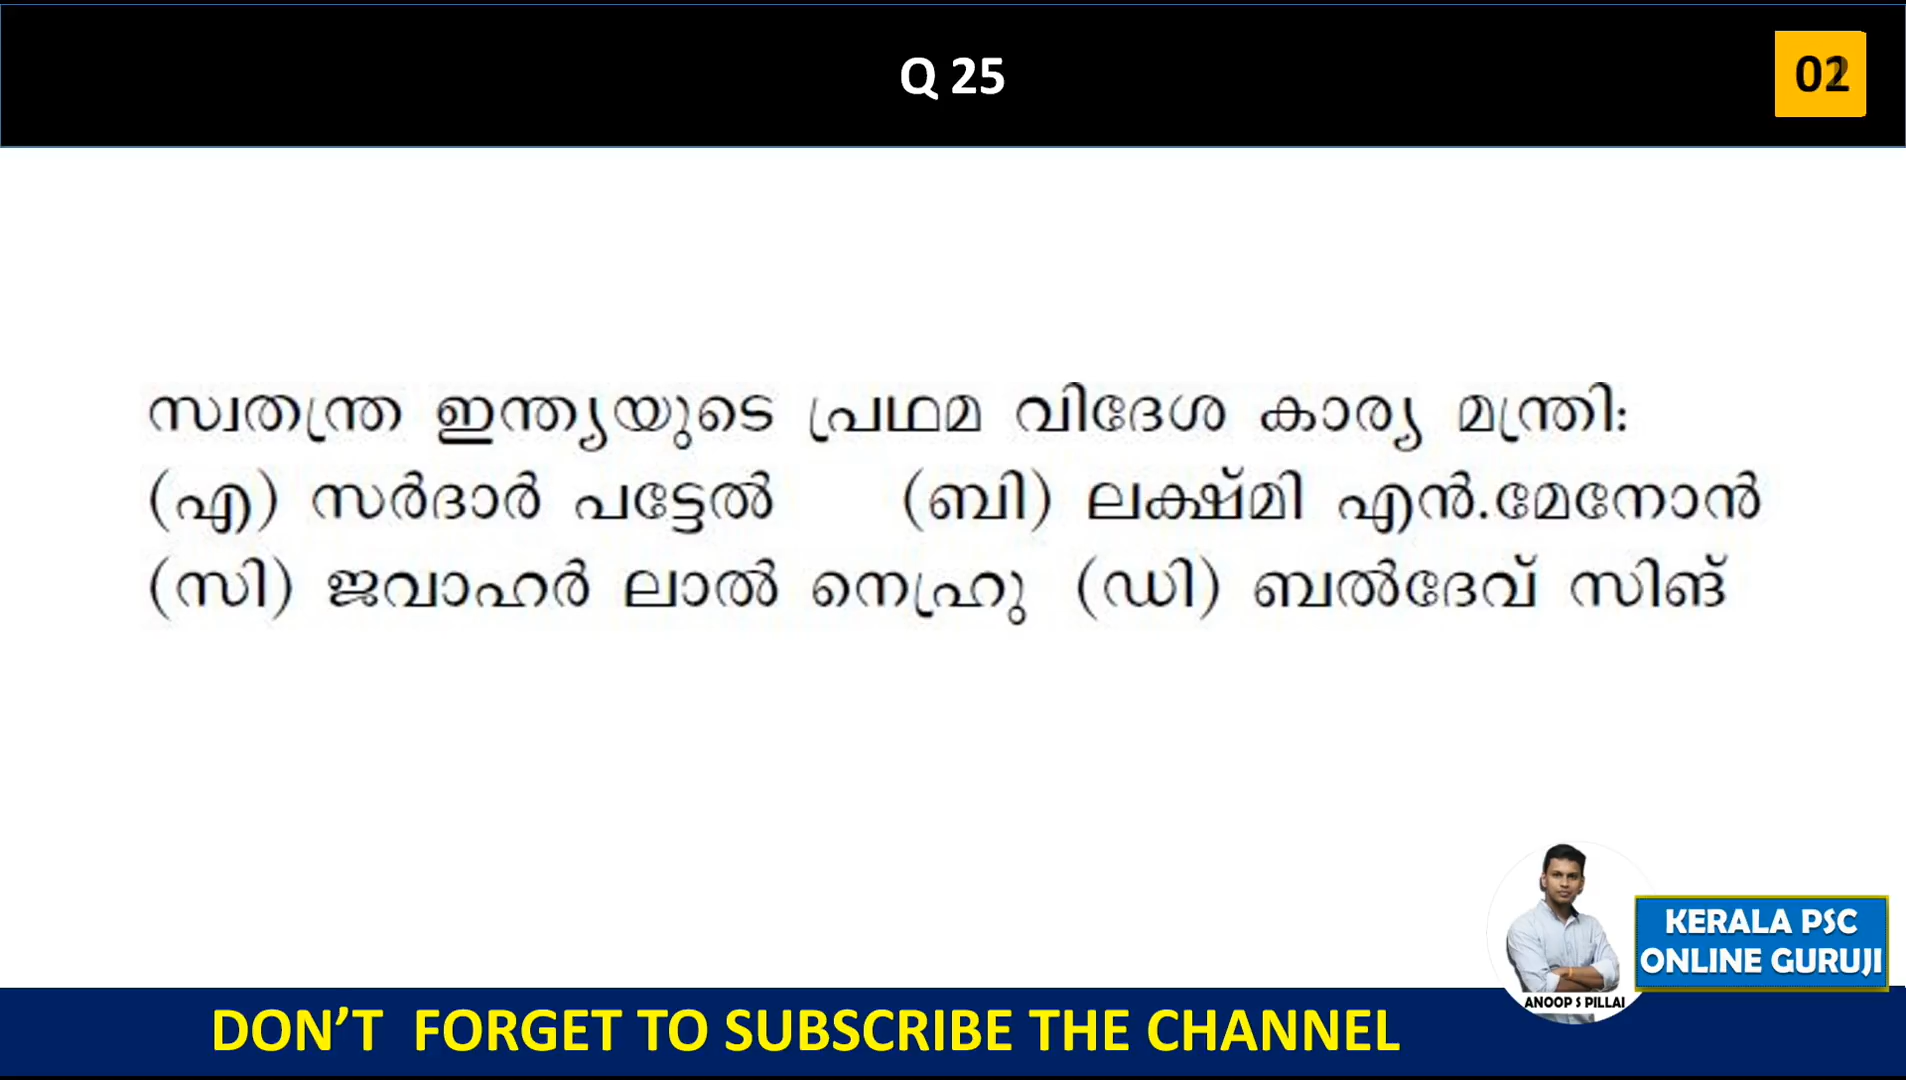 Q 25
സ്വതന്ത്ര ഇന്ത്യയുടെ പ്രഥമ വിദേശ കാര്യ മന്ത്രി:
(എ) സർദാർ പട്ടേൽ (ബി) ലക്ഷ്മി എൻ.മേനോൻ
(സി) ജവാഹർ ലാൽ നെഹ്രു (ഡി) ബൽദേവ് സിങ്
ANOOP S PILLAI
KERALA PSC
ONLINE GURUJI
DON'T FORGET TO SUBSCRIBE THE CHANNEL